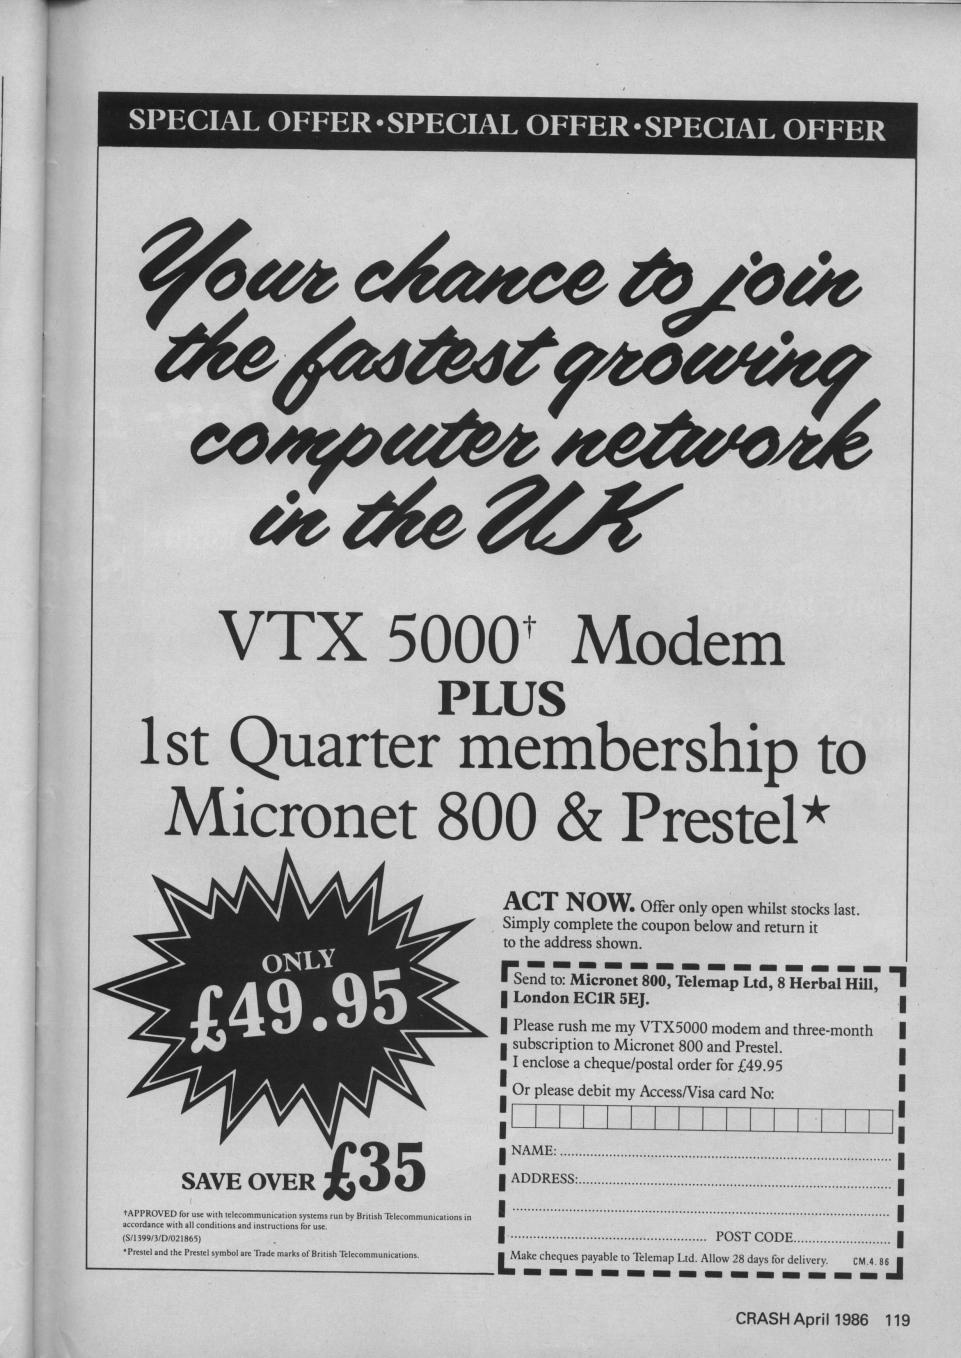 SPECIAL OFFER•SPECIAL OFFER•SPECIAL OFFER
Your chance to join
the fastest growing
computer network
in the UK
VTX 5000† Modem
PLUS
1st Quarter membership to
Micronet 800 & Prestel★
ONLY
£49.95
SAVE OVER £35
†APPROVED for use with telecommunication systems run by British Telecommunications in
accordance with all conditions and instructions for use.
(S/1399/3/D/021865)
*Prestel and the Prestel symbol are Trade marks of British Telecommunications.
ACT NOW. Offer only open whilst stocks last.
Simply complete the coupon below and return it
to the address shown.
Send to: Micronet 800, Telemap Ltd, 8 Herbal Hill,
London EC1R 5EJ.
Please rush me my VTX5000 modem and three-month
subscription to Micronet 800 and Prestel.
I enclose a cheque/postal order for £49.95
Or please debit my Access/Visa card No:
NAME:
ADDRESS:
POST CODE
Make cheques payable to Telemap Ltd. Allow 28 days for delivery. CM.4.86
CRASH April 1986 119